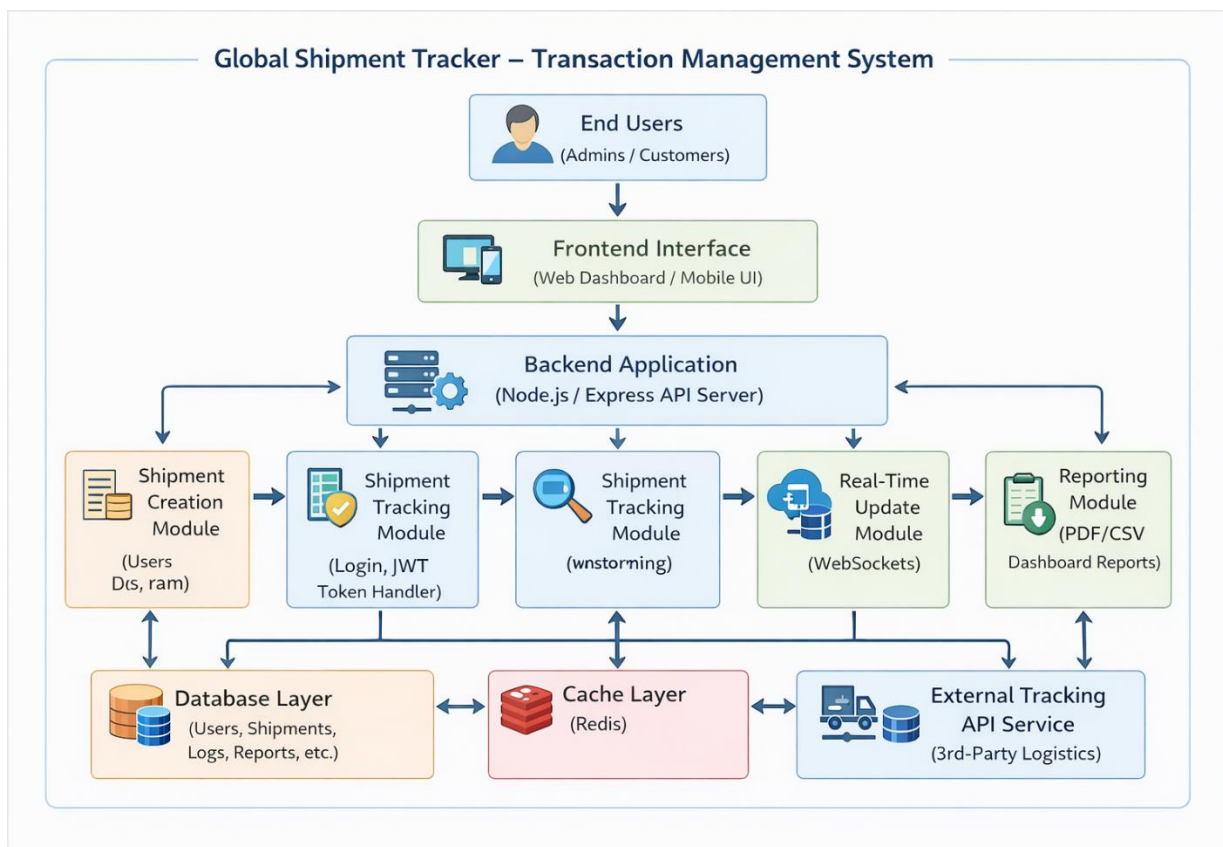 Global Shipment Tracker – Transaction Management System
End Users
(Admins / Customers)
Frontend Interface
(Web Dashboard / Mobile UI)
Backend Application
(Node.js / Express API Server)
Shipment
Creation
Module
(Users
Shipment
Tracking
Module
(Login, JWT
Token Handler)
Shipment
Tracking
Module
Real-Time
Update
Module
(WebSockets)
Reporting
Module
(PDF/CSV
Dashboard Reports)
Database Layer
(Users, Shipments,
Logs, Reports, etc.)
Cache Layer
(Redis)
External Tracking
API Service
(3rd-Party Logistics)